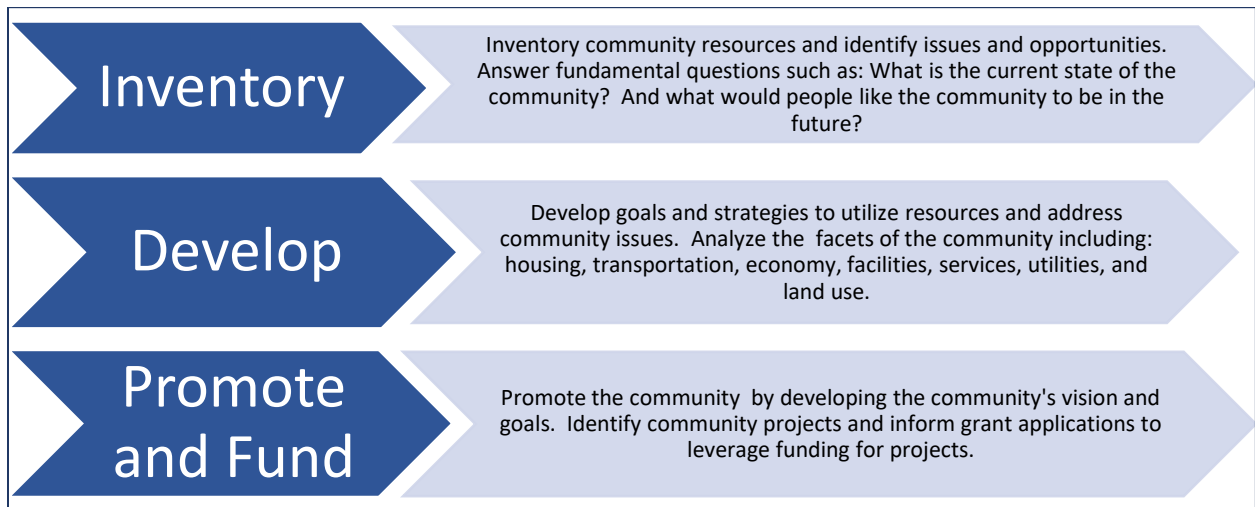 Inventory
Inventory community resources and identify issues and opportunities.
Answer fundamental questions such as: What is the current state of the
community?  And what would people like the community to be in the
future?
Develop
Develop goals and strategies to utilize resources and address
community issues.  Analyze the  facets of the community including:
housing, transportation, economy, facilities, services, utilities, and
land use.
Promote
and Fund
Promote the community  by developing the community's vision and
goals.  Identify community projects and inform grant applications to
leverage funding for projects.